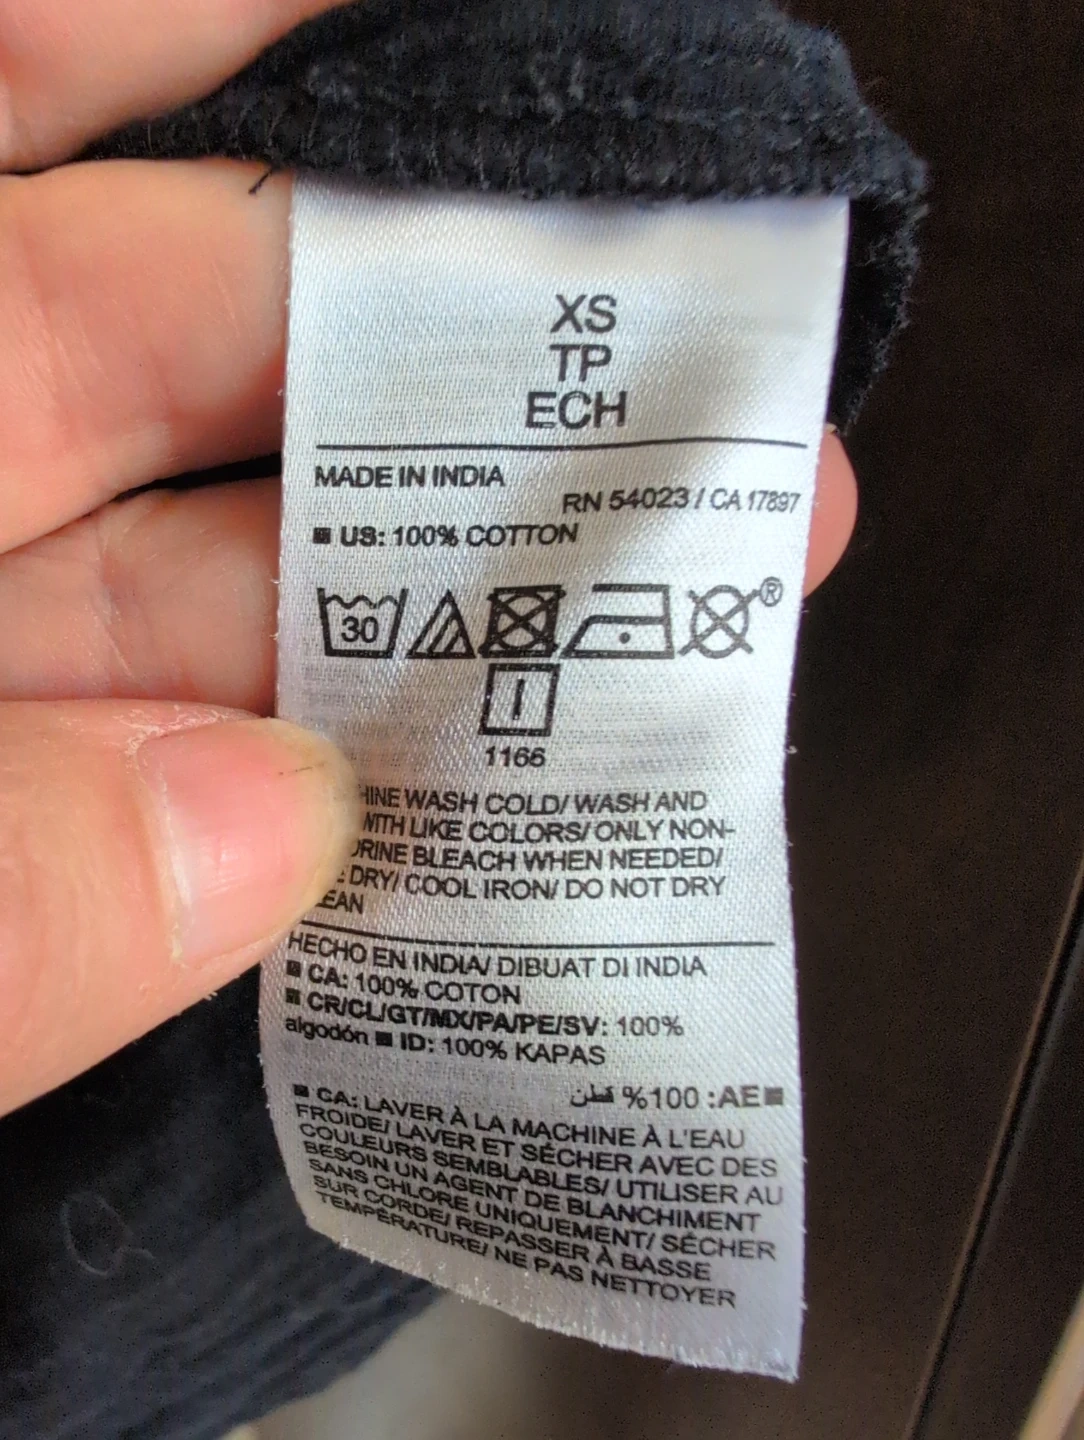 XS
TP
ECH
MADE IN INDIA
RN 54023 / CA 17897
■ US: 100% COTTON
30
®
1166
HINE WASH COLD/ WASH AND
WITH LIKE COLORS/ ONLY NON-
ORINE BLEACH WHEN NEEDED/
E DRY/ COOL IRON/ DO NOT DRY
EAN
HECHO EN INDIA/ DIBUAT DI INDIA
■ CA: 100% COTON
■ CR/CL/GT/MX/PA/PE/SV: 100%
algodón ■ ID: 100% KAPAS
■AE: 100% قطن
■ CA: LAVER À LA MACHINE À L'EAU
FROIDE/ LAVER ET SÉCHER AVEC DES
COULEURS SEMBLABLES/ UTILISER AU
BESOIN UN AGENT DE BLANCHIMENT
SANS CHLORE UNIQUEMENT/ SÉCHER
SUR CORDE/ REPASSER À BASSE
TEMPÉRATURE/ NE PAS NETTOYER